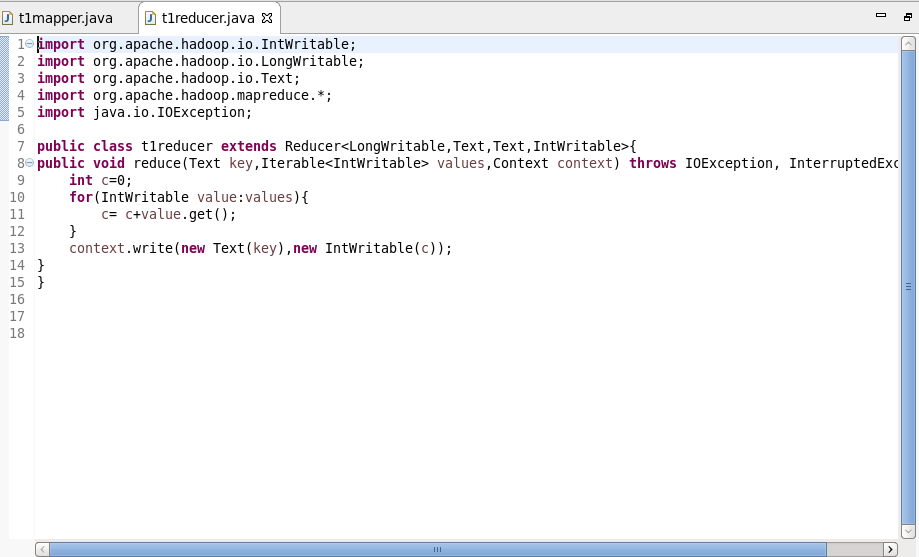 t1mapper.java t1reducer.java
1 import org.apache.hadoop.io.IntWritable;
2 import org.apache.hadoop.io.LongWritable;
3 import org.apache.hadoop.io.Text;
4 import org.apache.hadoop.mapreduce.*;
5 import java.io.IOException;
6
7 public class t1reducer extends Reducer<LongWritable,Text,Text,IntWritable>{
8 public void reduce(Text key,Iterable<IntWritable> values,Context context) throws IOException, InterruptedExc
9     int c=0;
10     for(IntWritable value:values){
11         c= c+value.get();
12     }
13     context.write(new Text(key),new IntWritable(c));
14 }
15 }
16
17
18